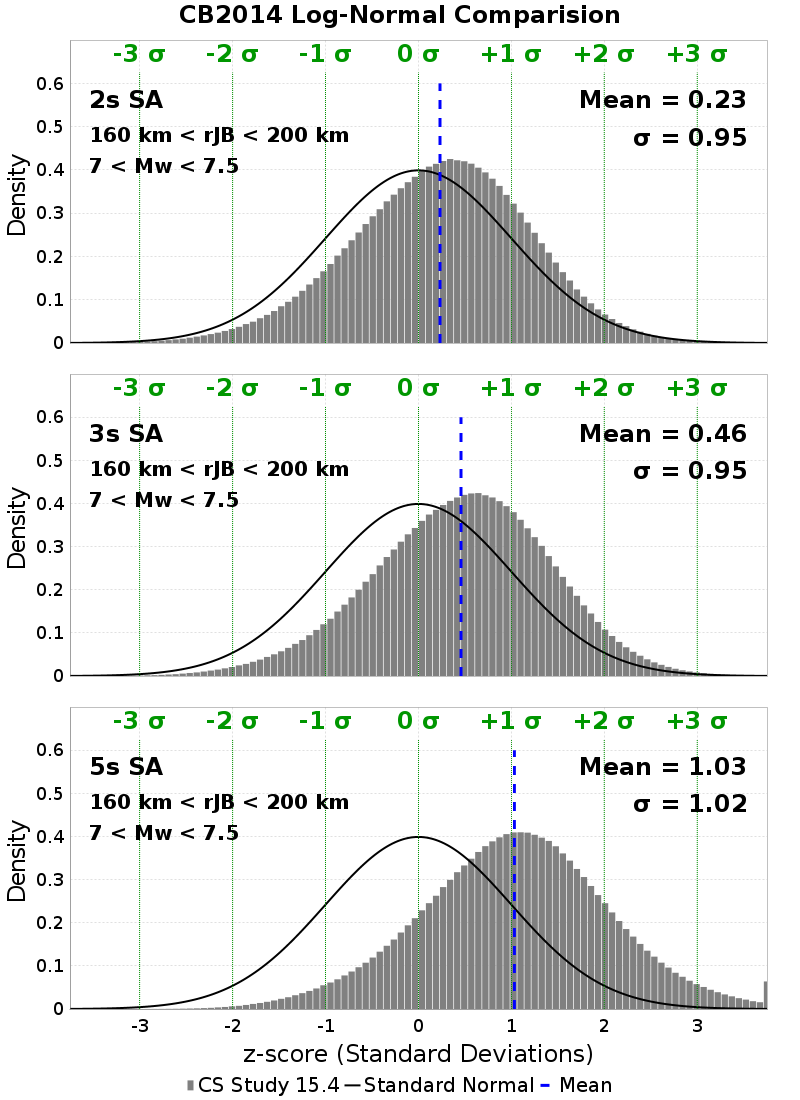 CB2014 Log-Normal Comparision
-3 σ -2 σ -1 σ 0 σ +1 σ +2 σ +3 σ
0.6
2s SA Mean = 0.23
0.5
160 km < rJB < 200 km σ = 0.95
7 < Mw < 7.5
0.4
0.3
0.2
0.1
0
Density
-3 σ -2 σ -1 σ 0 σ +1 σ +2 σ +3 σ
0.6
3s SA Mean = 0.46
0.5
160 km < rJB < 200 km σ = 0.95
7 < Mw < 7.5
0.4
0.3
0.2
0.1
0
Density
-3 σ -2 σ -1 σ 0 σ +1 σ +2 σ +3 σ
0.6
5s SA Mean = 1.03
0.5
160 km < rJB < 200 km σ = 1.02
7 < Mw < 7.5
0.4
0.3
0.2
0.1
0
Density
-3 -2 -1 0 1 2 3
z-score (Standard Deviations)
CS Study 15.4 Standard Normal Mean